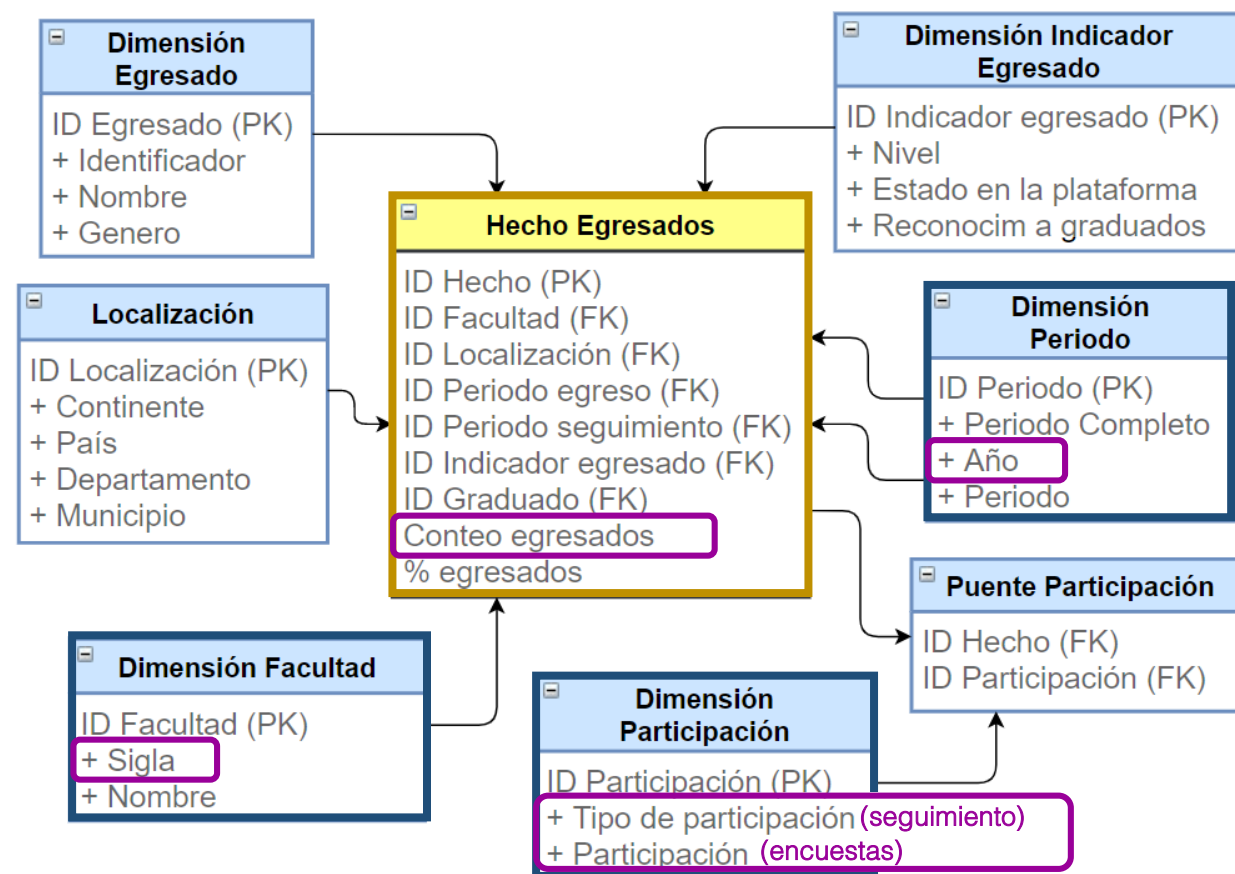 Dimensión
Egresado
ID Egresado (PK)
+ Identificador
+ Nombre
+ Genero
Dimensión Indicador
Egresado
ID Indicador egresado (PK)
+ Nivel
+ Estado en la plataforma
+ Reconocim a graduados
Hecho Egresados
ID Hecho (PK)
ID Facultad (FK)
ID Localización (FK)
ID Periodo egreso (FK)
ID Periodo seguimiento (FK)
ID Indicador egresado (FK)
ID Graduado (FK)
Conteo egresados
% egresados
Localización
ID Localización (PK)
+ Continente
+ País
+ Departamento
+ Municipio
Dimensión
Periodo
ID Periodo (PK)
+ Periodo Completo
+ Año
+ Periodo
Puente Participación
ID Hecho (FK)
ID Participación (FK)
Dimensión Facultad
ID Facultad (PK)
+ Sigla
+ Nombre
Dimensión
Participación
ID Participación (PK)
+ Tipo de participación (seguimiento)
+ Participación (encuestas)